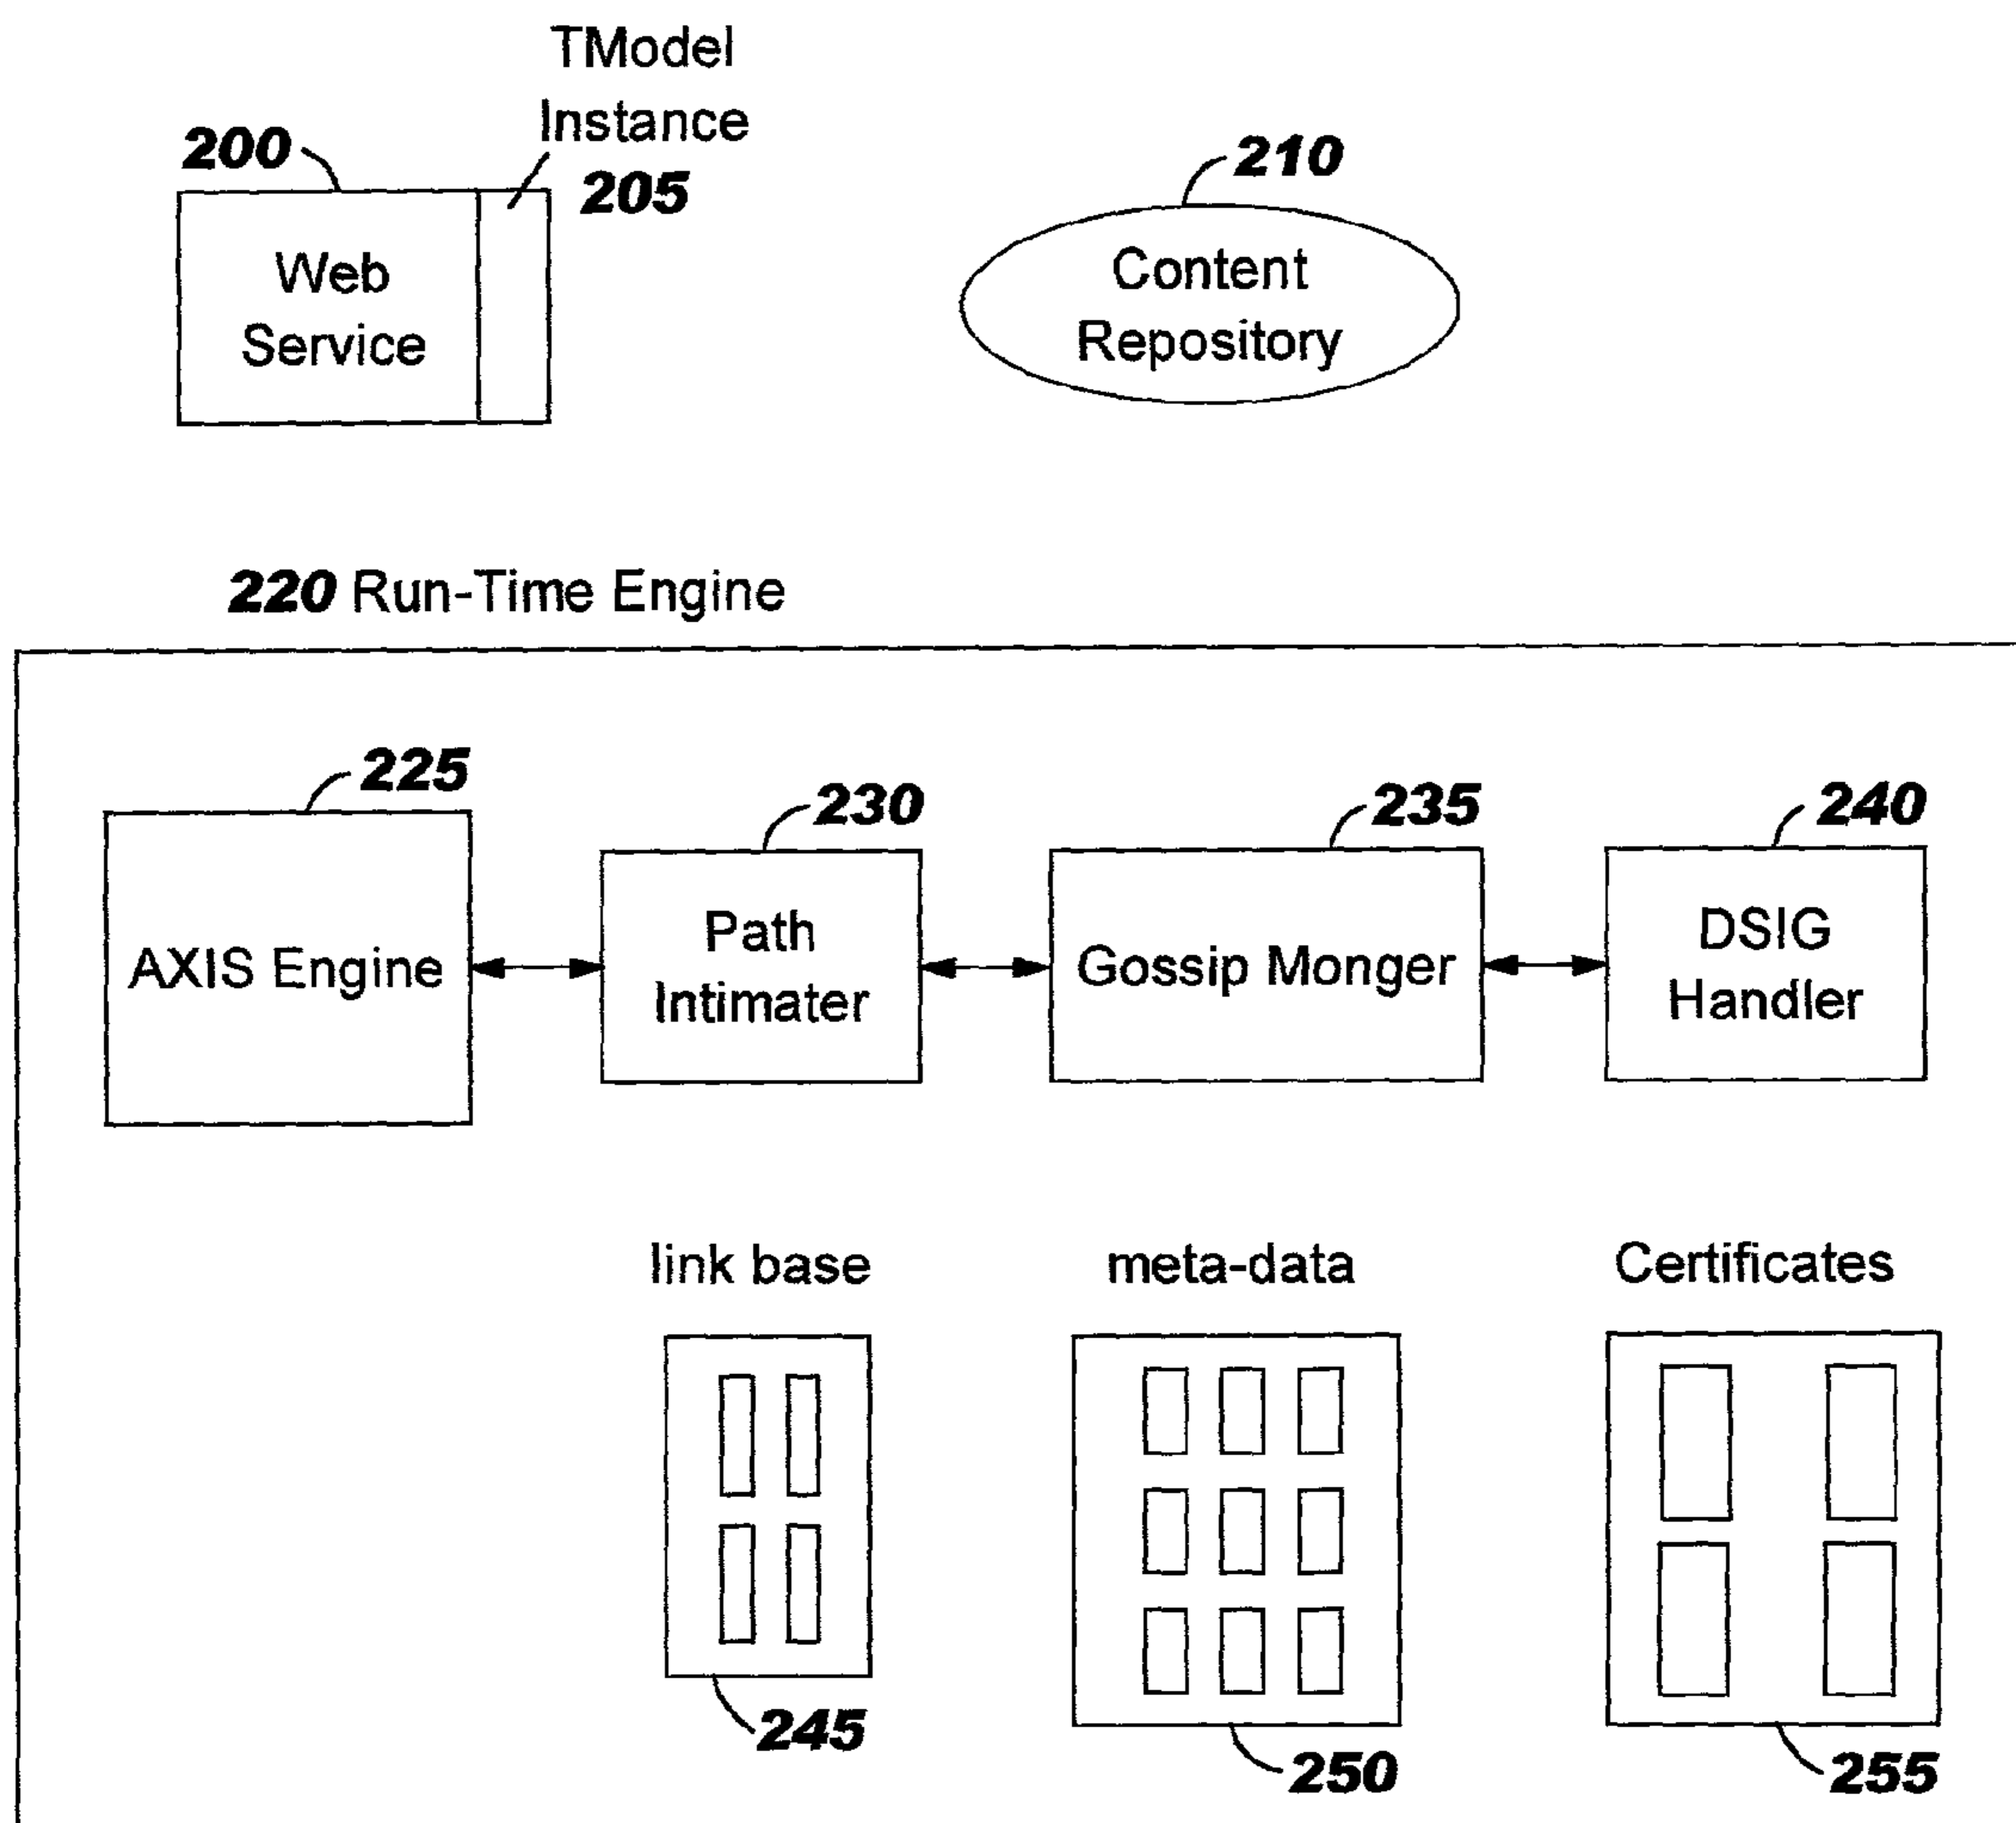 TModel
Instance
200
205
210
Web
Service
Content
Repository
220 Run-Time Engine
225
230
235
240
AXIS Engine
Path
Intimater
Gossip Monger
DSIG
Handler
link base
meta-data
Certificates
245
250
255